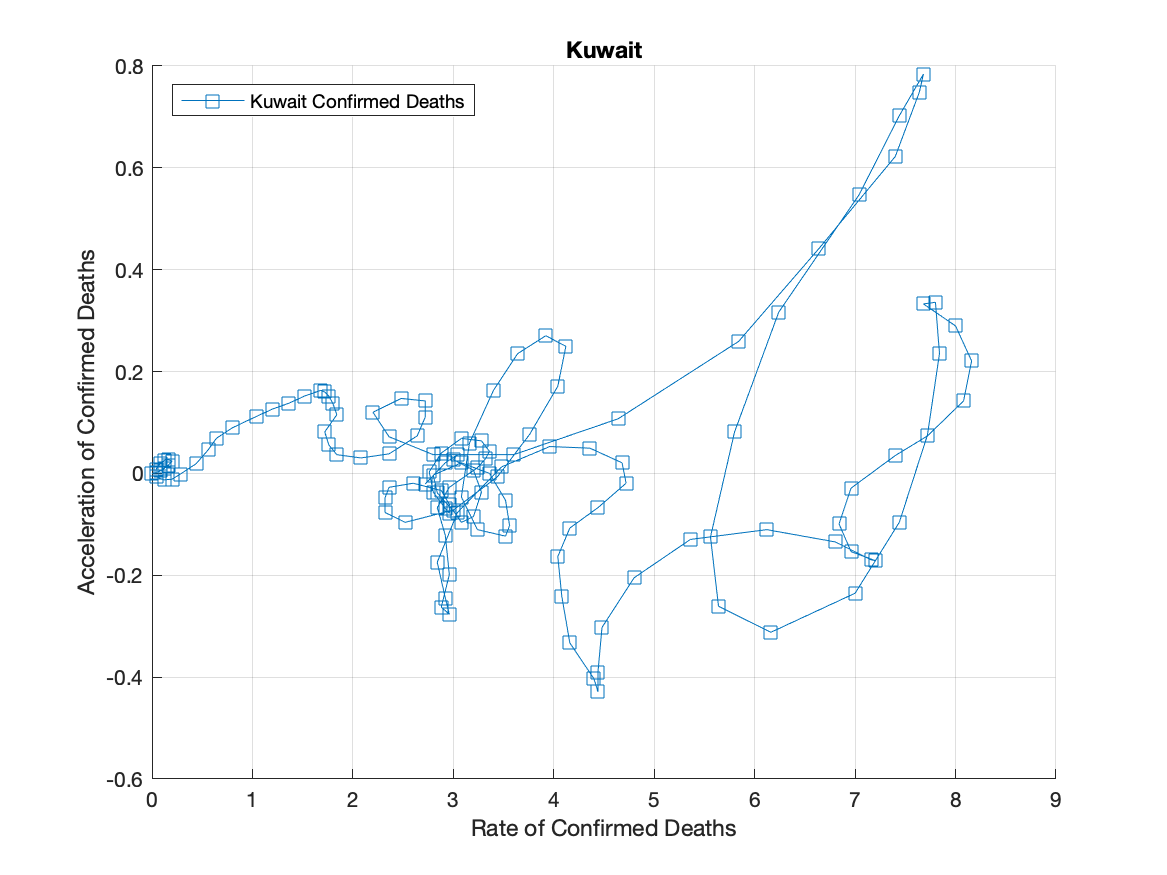 Kuwait
Kuwait Confirmed Deaths
0.8
0.6
0.4
0.2
0
-0.2
-0.4
-0.6
Acceleration of Confirmed Deaths
0 1 2 3 4 5 6 7 8 9
Rate of Confirmed Deaths